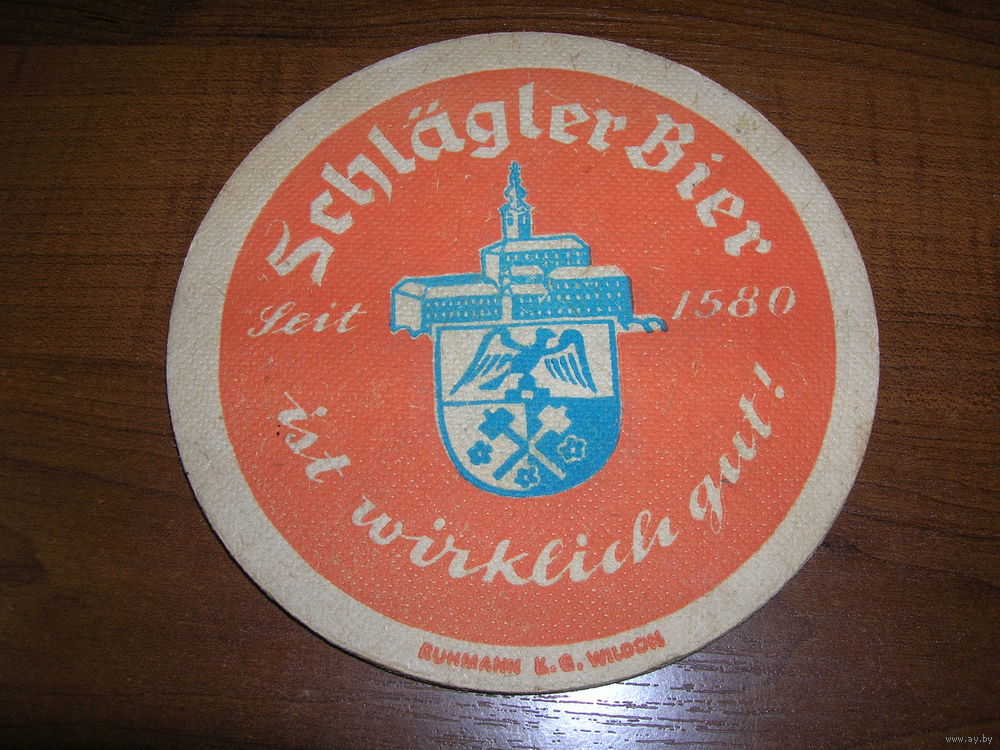 Schlägler Bier
Seit 1580
ist wirklich gut!
RUHMANN K.G. WILDON
www.ay.by